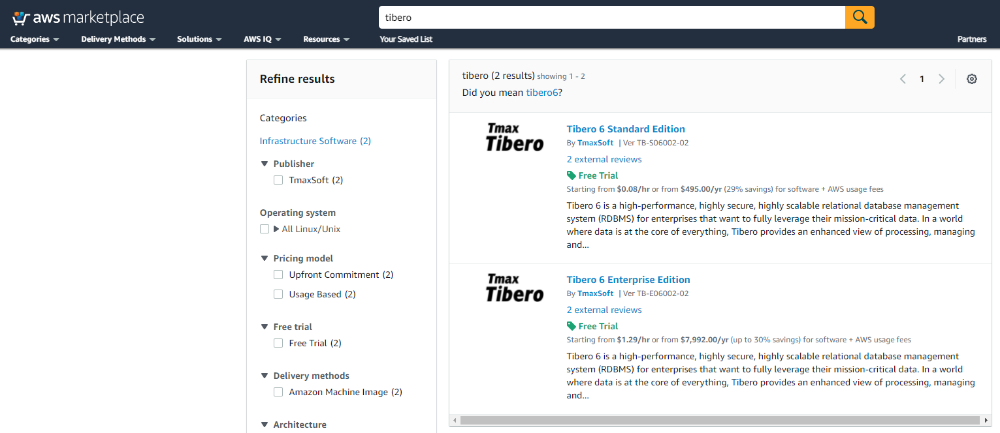 aws marketplace
tibero
Categories
Delivery Methods
Solutions
AWS IQ
Resources
Your Saved List
Partners
Refine results
Categories
Infrastructure Software (2)
Publisher
TmaxSoft (2)
Operating system
All Linux/Unix
Pricing model
Upfront Commitment (2)
Usage Based (2)
Free trial
Free Trial (2)
Delivery methods
Amazon Machine Image (2)
Architecture
tibero (2 results) showing 1 - 2
1
Did you mean tibero6?
Tmax
Tibero
Tibero 6 Standard Edition
By TmaxSoft | Ver TB-S06002-02
2 external reviews
Free Trial
Starting from $0.08/hr or from $495.00/yr (29% savings) for software + AWS usage fees
Tibero 6 is a high-performance, highly secure, highly scalable relational database management
system (RDBMS) for enterprises that want to fully leverage their mission-critical data. In a world
where data is at the core of everything, Tibero provides an enhanced view of processing, managing
and...
Tmax
Tibero
Tibero 6 Enterprise Edition
By TmaxSoft | Ver TB-E06002-02
2 external reviews
Free Trial
Starting from $1.29/hr or from $7,992.00/yr (up to 30% savings) for software + AWS usage fees
Tibero 6 is a high-performance, highly secure, highly scalable relational database management
system (RDBMS) for enterprises that want to fully leverage their mission-critical data. In a world
where data is at the core of everything, Tibero provides an enhanced view of processing, managing
and...